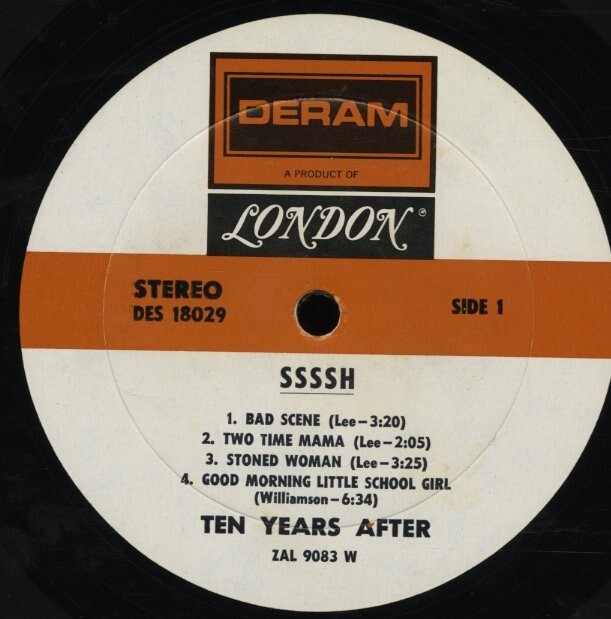 DERAM
A PRODUCT OF
LONDON®
STEREO
DES 18029
SIDE 1
SSSSH
1. BAD SCENE (Lee-3:20)
2. TWO TIME MAMA (Lee-2:05)
3. STONED WOMAN (Lee-3:25)
4. GOOD MORNING LITTLE SCHOOL GIRL
(Williamson-6:34)
TEN YEARS AFTER
ZAL 9083 W